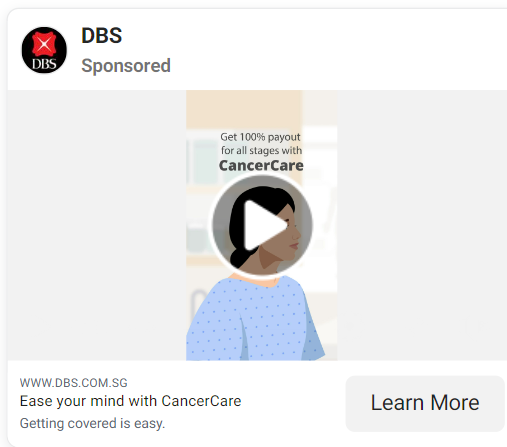 DBS
Sponsored
DBS
Get 100% payout
for all stages with
CancerCare
WWW.DBS.COM.SG
Ease your mind with CancerCare
Getting covered is easy.
Learn More